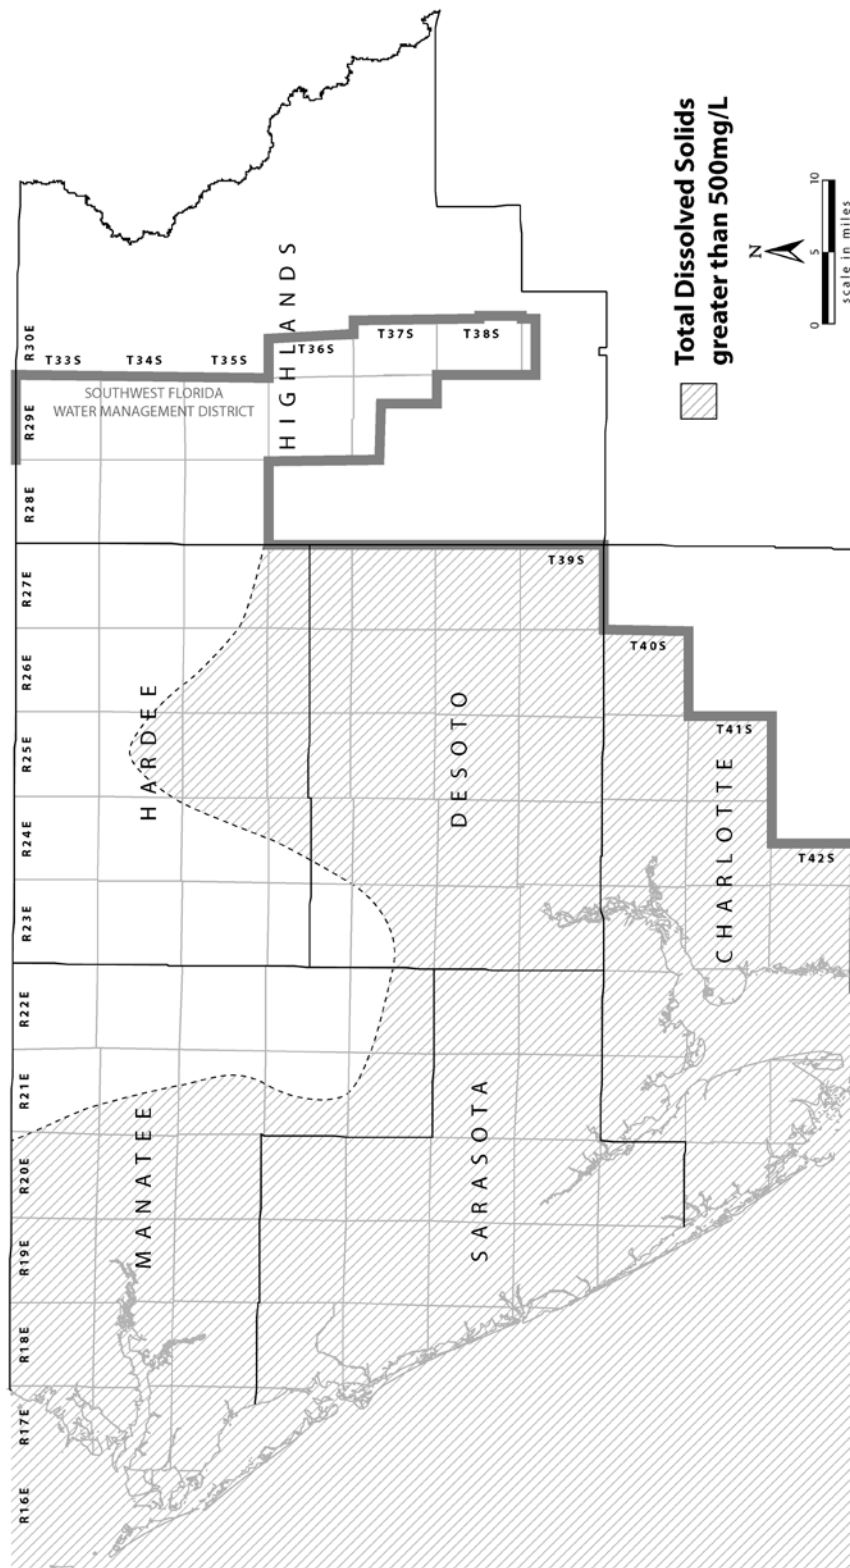 R16E
R17E
R18E
R19E
R20E
R21E
R22E
R23E
R24E
R25E
R26E
R27E
R28E
R29E
R30E
T33S
T34S
T35S
T36S
T37S
T38S
T39S
T40S
T41S
T42S
SOUTHWEST FLORIDA
WATER MANAGEMENT DISTRICT
MANATEE
HARDEE
HIGHLANDS
SARASOTA
DESOTO
CHARLOTTE
Total Dissolved Solids
greater than 500mg/L
N
0 5 10
scale in miles